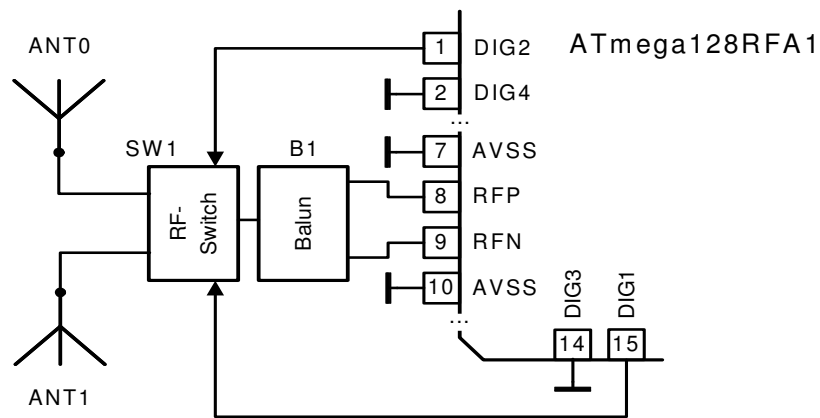 ANT0
1 DIG2 ATmega128RFA1
2 DIG4
...
SW1 B1 7 AVSS
RF-
Switch
Balun
8 RFP
9 RFN
10 AVSS
...
DIG3 DIG1
14 15
ANT1